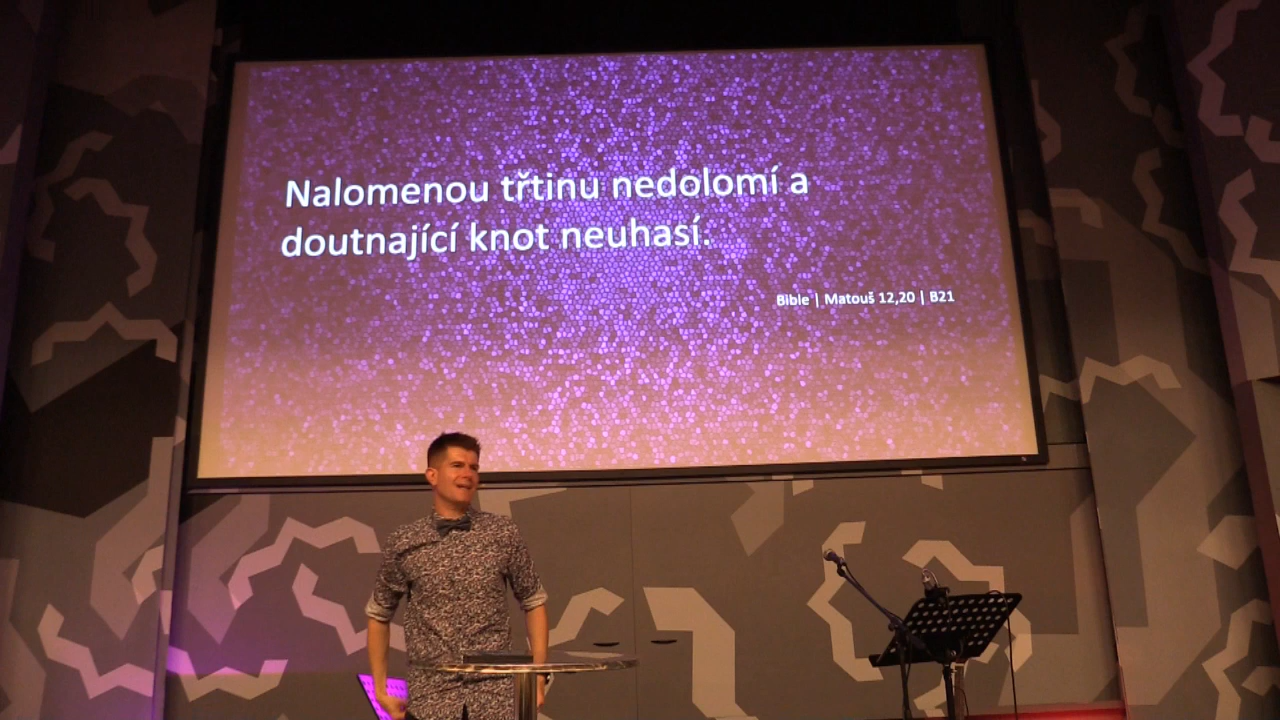 Nalomenou třtinu nedolomí a
doutnající knot neuhasí.
Bible | Matouš 12,20 | B21